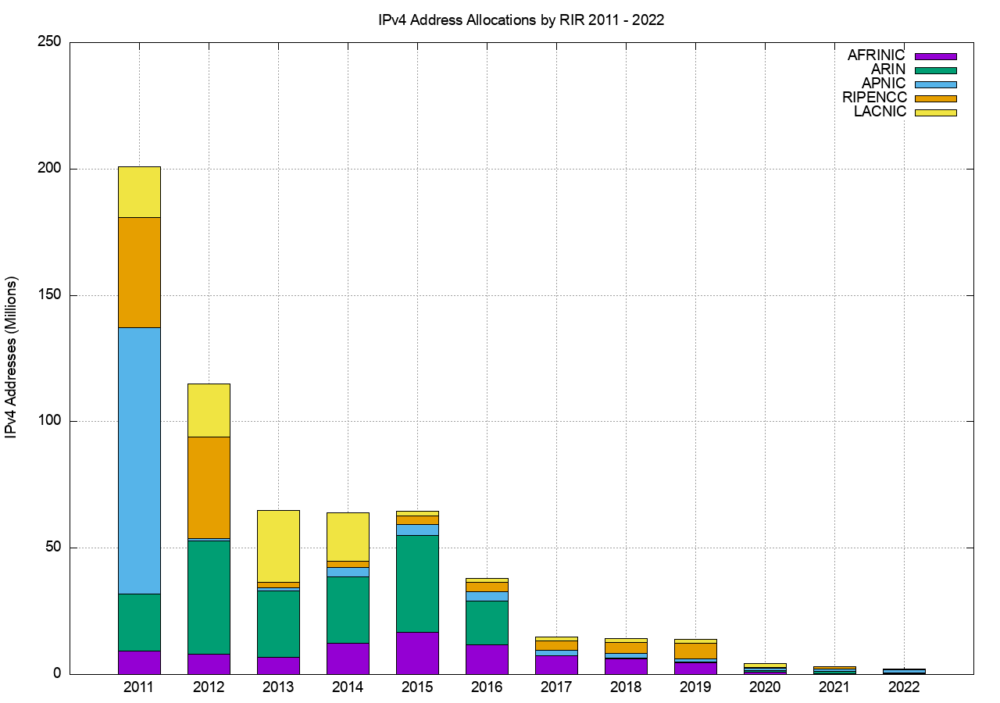 IPv4 Address Allocations by RIR 2011 - 2022
250
200
150
100
50
0
IPv4 Addresses (Millions)
AFRINIC
ARIN
APNIC
RIPENCC
LACNIC
2011 2012 2013 2014 2015 2016 2017 2018 2019 2020 2021 2022